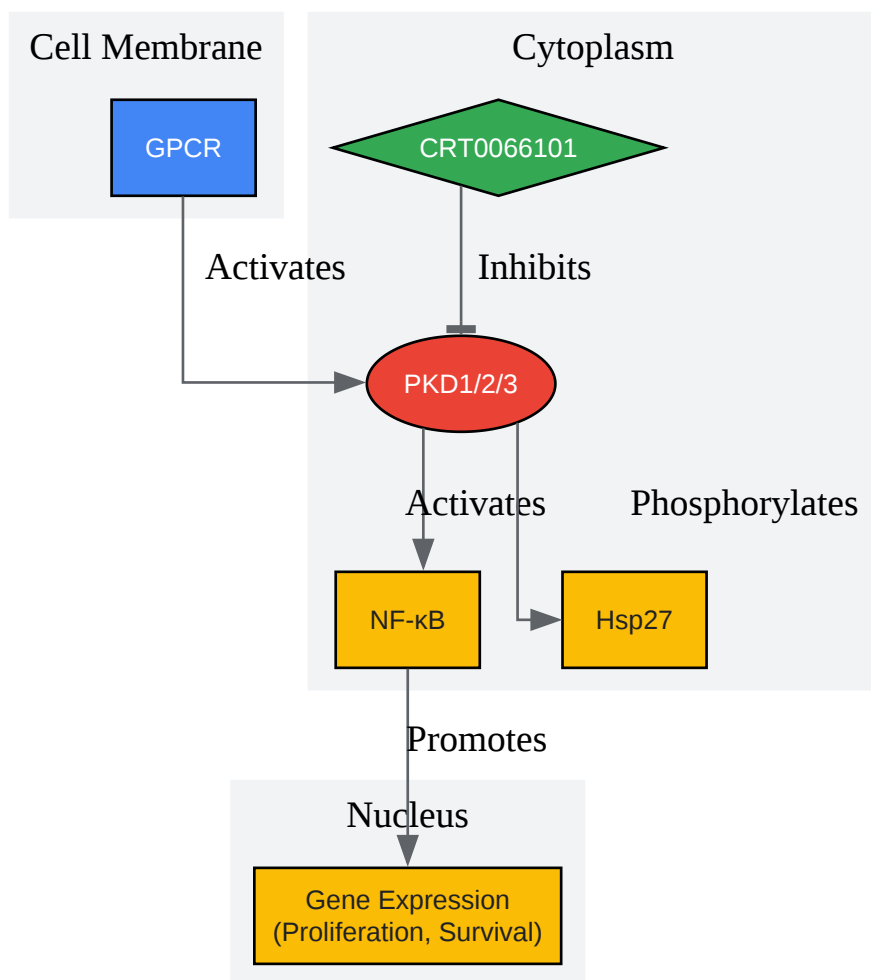 Cell Membrane
Cytoplasm
GPCR
CRT0066101
Activates
Inhibits
PKD1/2/3
Activates
Phosphorylates
NF-κB
Hsp27
Promotes
Nucleus
Gene Expression
(Proliferation, Survival)